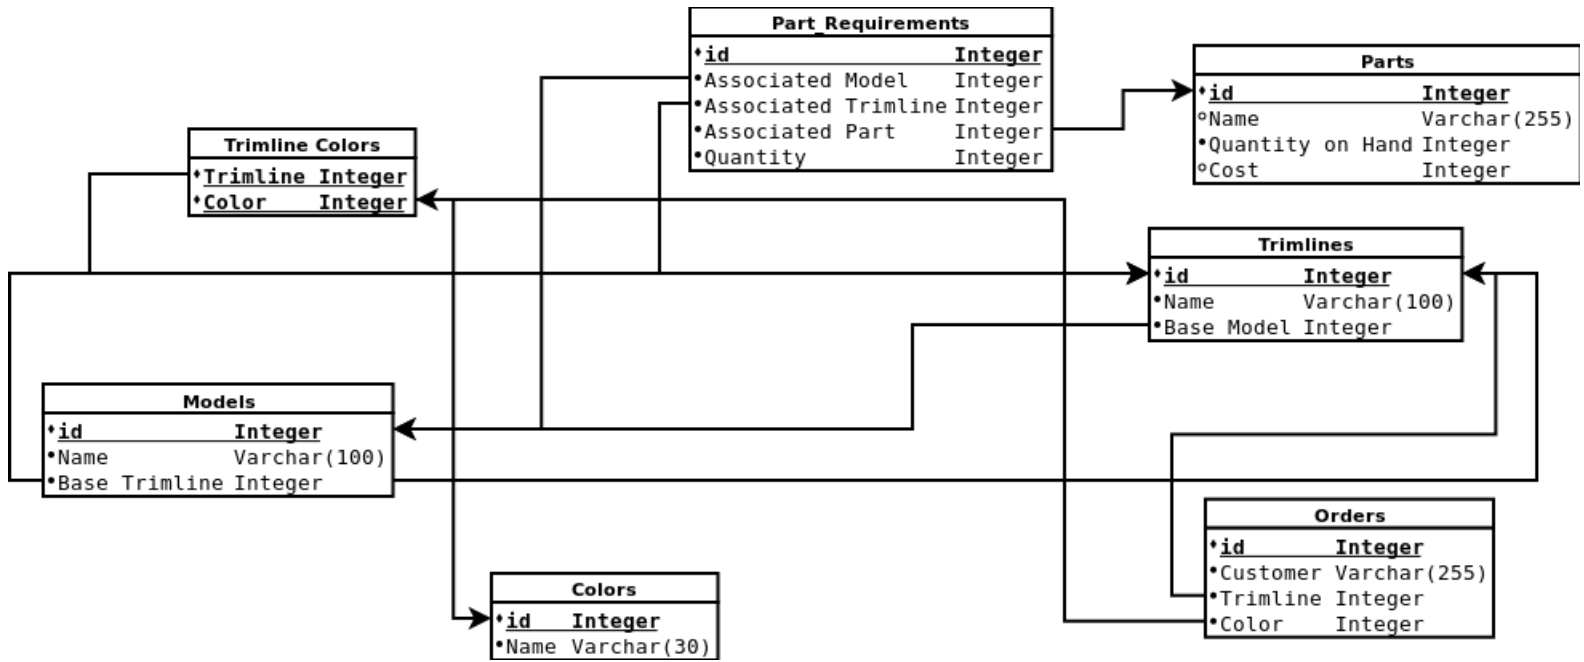 Part_Requirements
id Integer
Associated Model Integer
Associated Trimline Integer
Associated Part Integer
Quantity Integer
Parts
id Integer
Name Varchar(255)
Quantity on Hand Integer
Cost Integer
Trimline Colors
Trimline Integer
Color Integer
Trimlines
id Integer
Name Varchar(100)
Base Model Integer
Models
id Integer
Name Varchar(100)
Base Trimline Integer
Orders
id Integer
Customer Varchar(255)
Trimline Integer
Color Integer
Colors
id Integer
Name Varchar(30)